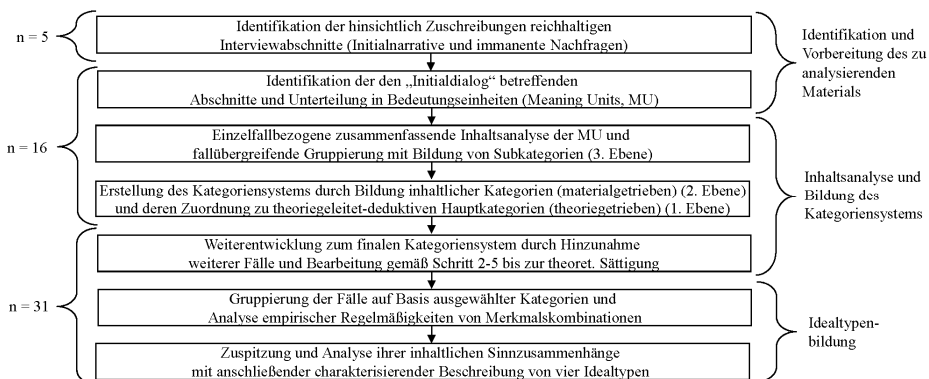 n = 5
Identifikation der hinsichtlich Zuschreibungen reichhaltigen
Interviewabschnitte (Initialnarrative und immanente Nachfragen)
Identifikation und
Vorbereitung des zu
analysierenden
Materials
Identifikation der den „Initialdialog“ betreffenden
Abschnitte und Unterteilung in Bedeutungseinheiten (Meaning Units, MU)
n = 16
Einzelfallbezogene zusammenfassende Inhaltsanalyse der MU und
fallübergreifende Gruppierung mit Bildung von Subkategorien (3. Ebene)
Erstellung des Kategoriensystems durch Bildung inhaltlicher Kategorien (materialgetrieben) (2. Ebene)
und deren Zuordnung zu theoriegeleitet-deduktiven Hauptkategorien (theoriegetrieben) (1. Ebene)
Inhaltsanalyse und
Bildung des
Kategoriensystems
Weiterentwicklung zum finalen Kategoriensystem durch Hinzunahme
weiterer Fälle und Bearbeitung gemäß Schritt 2-5 bis zur theoret. Sättigung
n = 31
Gruppierung der Fälle auf Basis ausgewählter Kategorien und
Analyse empirischer Regelmäßigkeiten von Merkmalskombinationen
Idealtypen-
bildung
Zuspitzung und Analyse ihrer inhaltlichen Sinnzusammenhänge
mit anschließender charakterisierender Beschreibung von vier Idealtypen